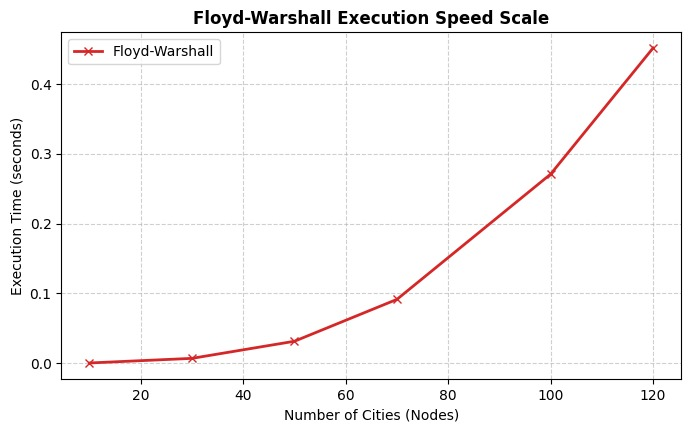 Floyd-Warshall Execution Speed Scale
Floyd-Warshall
Execution Time (seconds)
0.4
0.3
0.2
0.1
0.0
20 40 60 80 100 120
Number of Cities (Nodes)